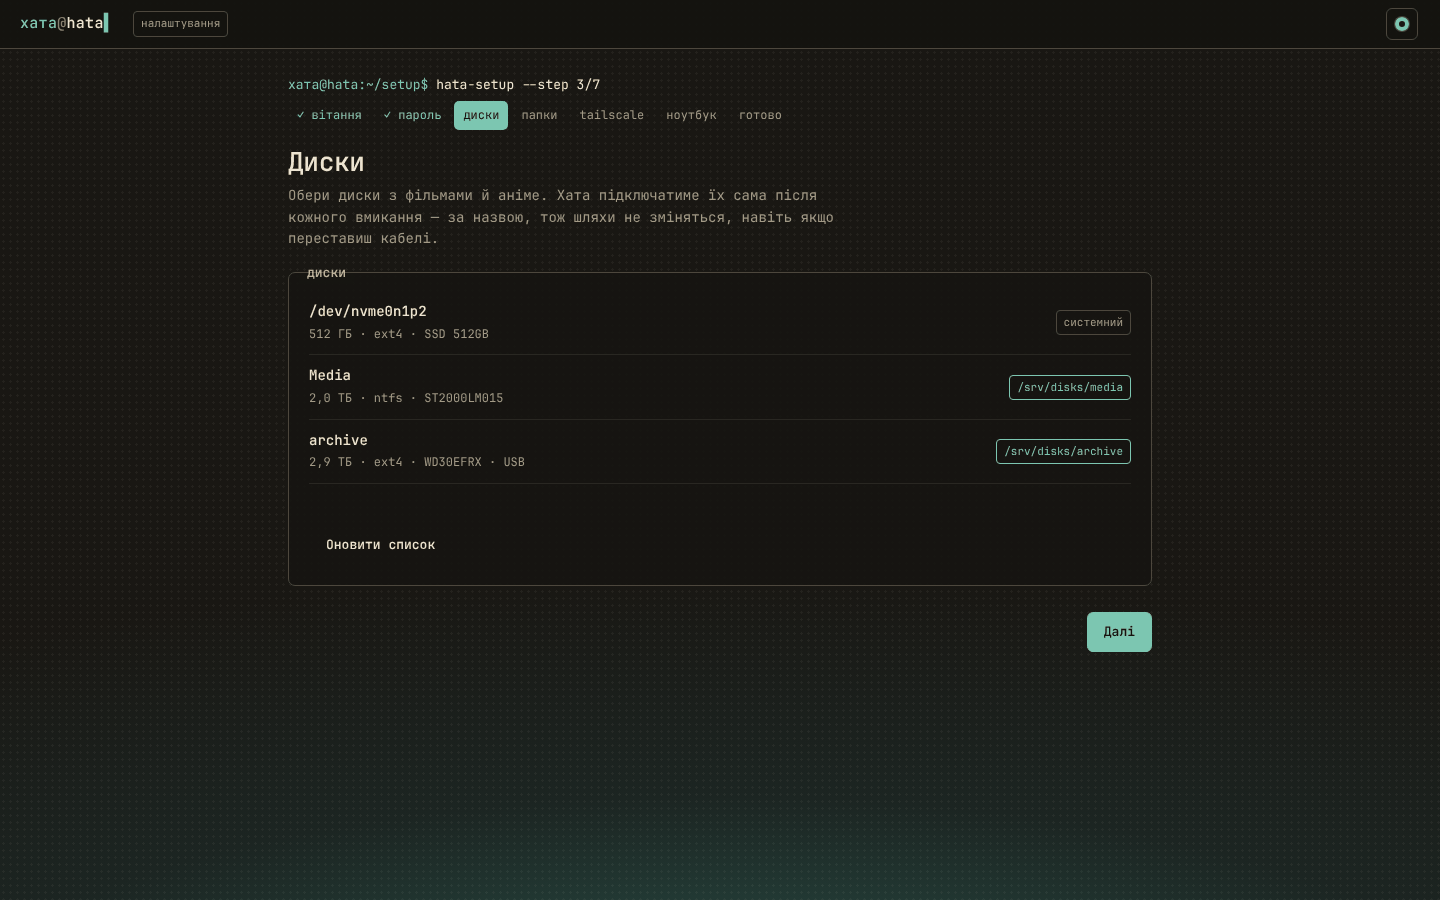 хата@hata
налаштування
хата@hata:~/setup$ hata-setup --step 3/7
✓ вітання ✓ пароль диски папки tailscale ноутбук готово
Диски
Обери диски з фільмами й аніме. Хата підключатиме їх сама після
кожного вмикання — за назвою, тож шляхи не зміняться, навіть якщо
переставиш кабелі.
диски
/dev/nvme0n1p2
512 ГБ · ext4 · SSD 512GB
системний
Media
2,0 ТБ · ntfs · ST2000LM015
/srv/disks/media
archive
2,9 ТБ · ext4 · WD30EFRX · USB
/srv/disks/archive
Оновити список
Далі